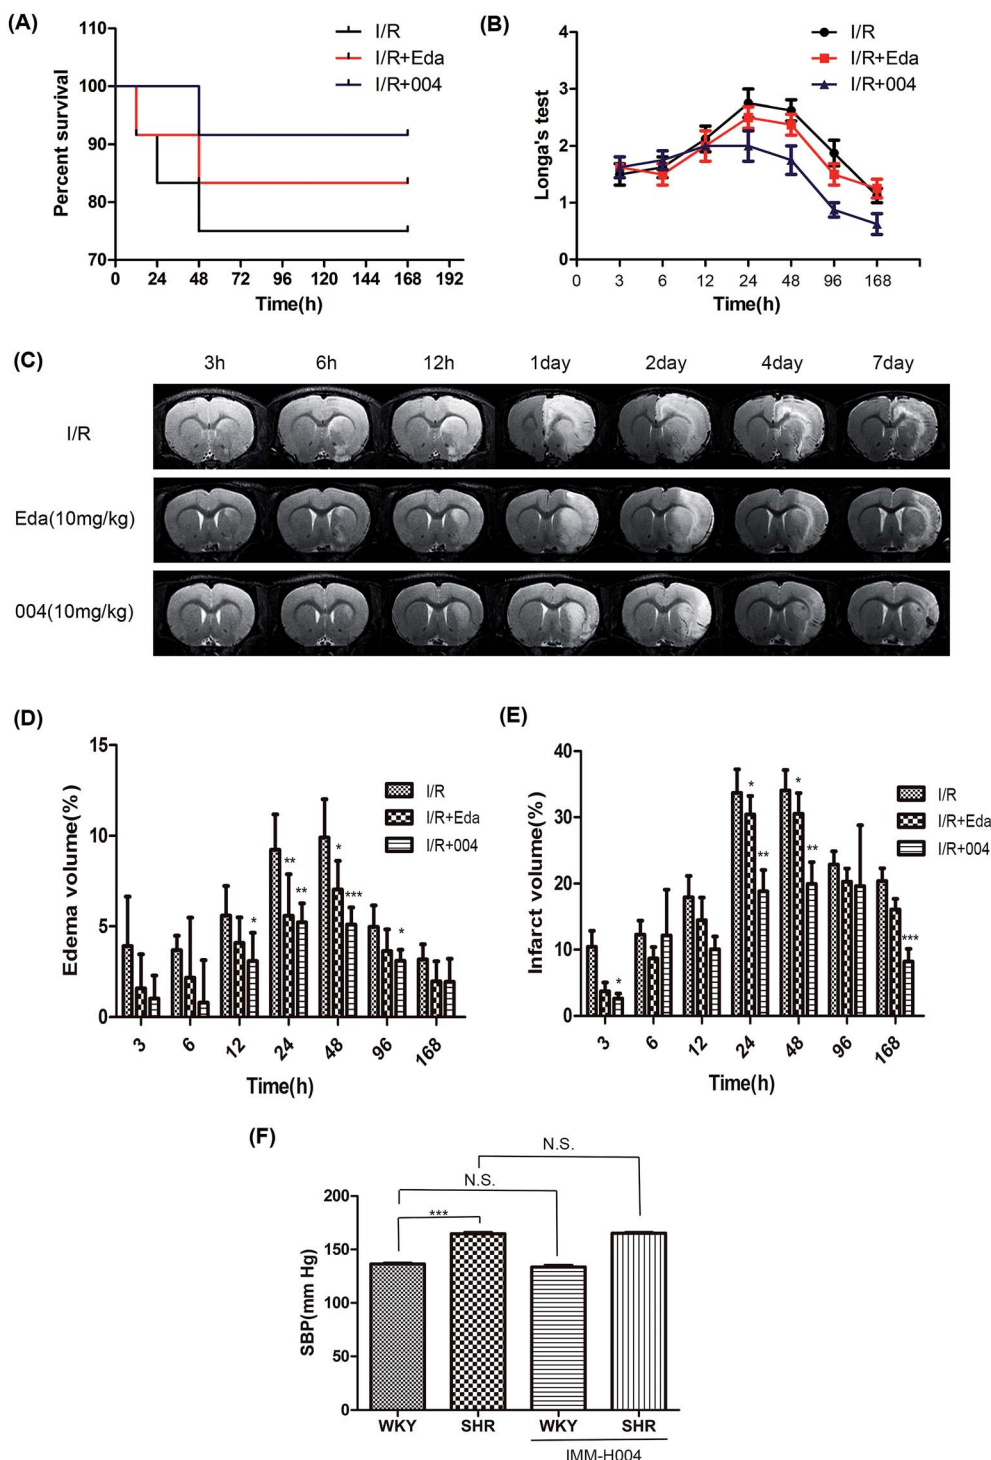 (A)
110
100
90
80
70
Percent survival
0 24 48 72 96 120 144 168 192
Time(h)
I/R
I/R+Eda
I/R+004
(B)
4
3
2
1
0
Longa's test
0 3 6 12 24 48 96 168
Time(h)
I/R
I/R+Eda
I/R+004
(C)
3h 6h 12h 1day 2day 4day 7day
I/R
Eda(10mg/kg)
004(10mg/kg)
(D)
15
10
5
0
Edema volume(%)
* ** ** * *** *
3 6 12 24 48 96 168
Time(h)
I/R
I/R+Eda
I/R+004
(E)
40
30
20
10
0
Infarct volume(%)
* * ** * ** ***
3 6 12 24 48 96 168
Time(h)
I/R
I/R+Eda
I/R+004
(F)
N.S.
N.S.
***
200
150
100
50
0
SBP(mm Hg)
WKY SHR WKY SHR
IMM-H004